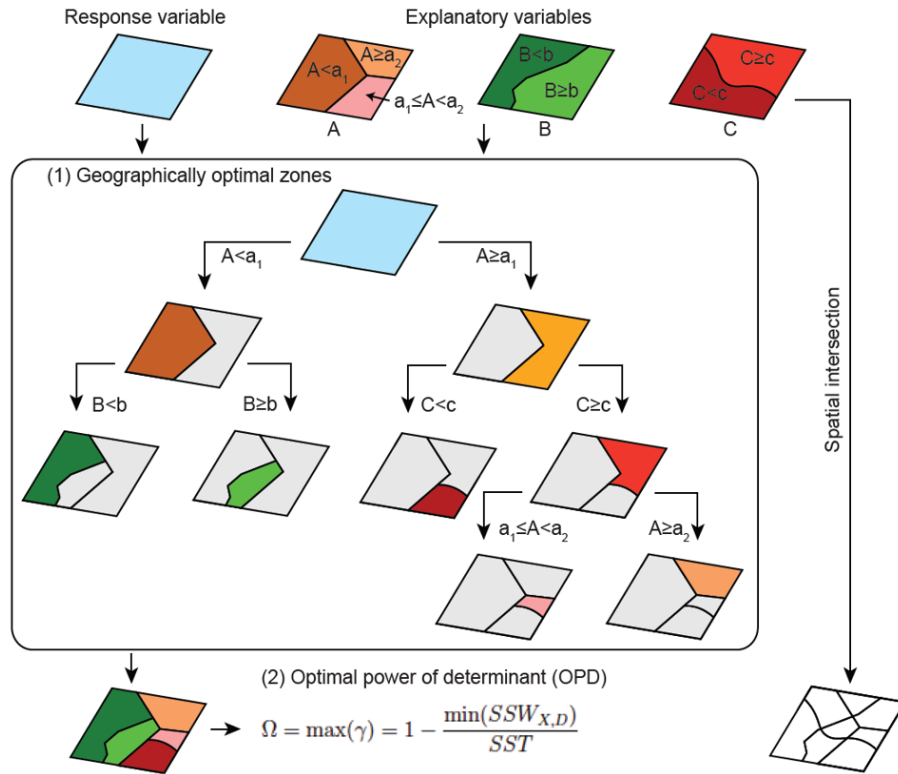 Response variable
Explanatory variables
A<a₁
A≥a₂
a₁≤A<a₂
A
B<b
B≥b
B
C≥c
C<c
C
(1) Geographically optimal zones
A<a₁
A≥a₁
B<b
B≥b
C<c
C≥c
a₁≤A<a₂
A≥a₂
Spatial intersection
(2) Optimal power of determinant (OPD)
Ω = max(γ) = 1 − min(SSW_{X,D}) / SST